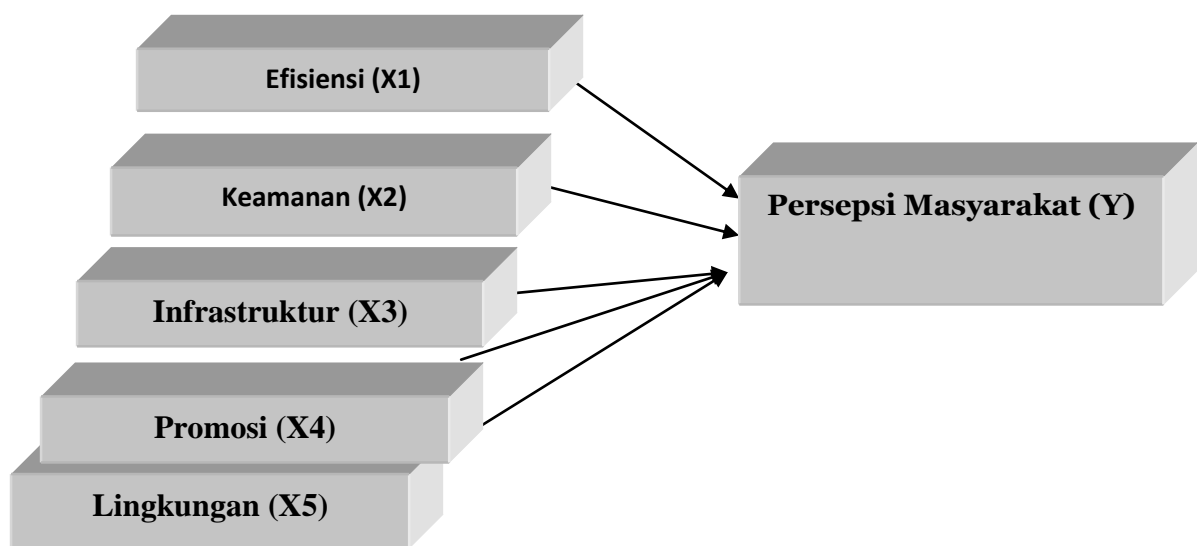 Efisiensi (X1)
Keamanan (X2)
Persepsi Masyarakat (Y)
Infrastruktur (X3)
Promosi (X4)
Lingkungan (X5)